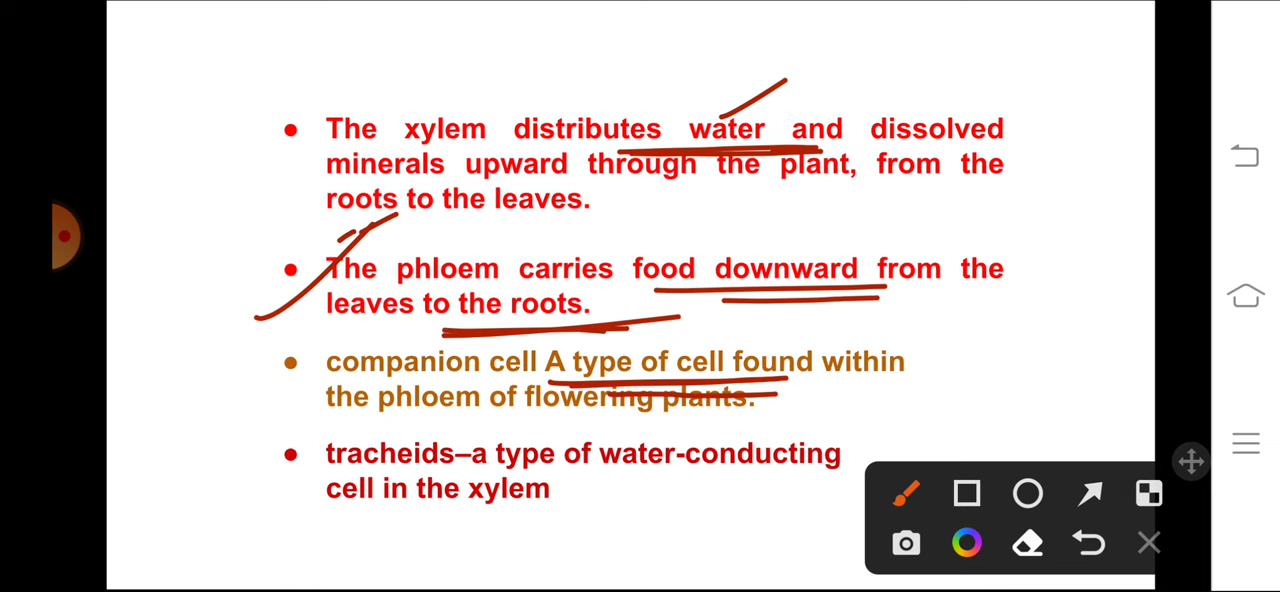 The xylem distributes water and dissolved
minerals upward through the plant, from the
roots to the leaves.
The phloem carries food downward from the
leaves to the roots.
companion cell A type of cell found within
the phloem of flowering plants.
tracheids–a type of water-conducting
cell in the xylem